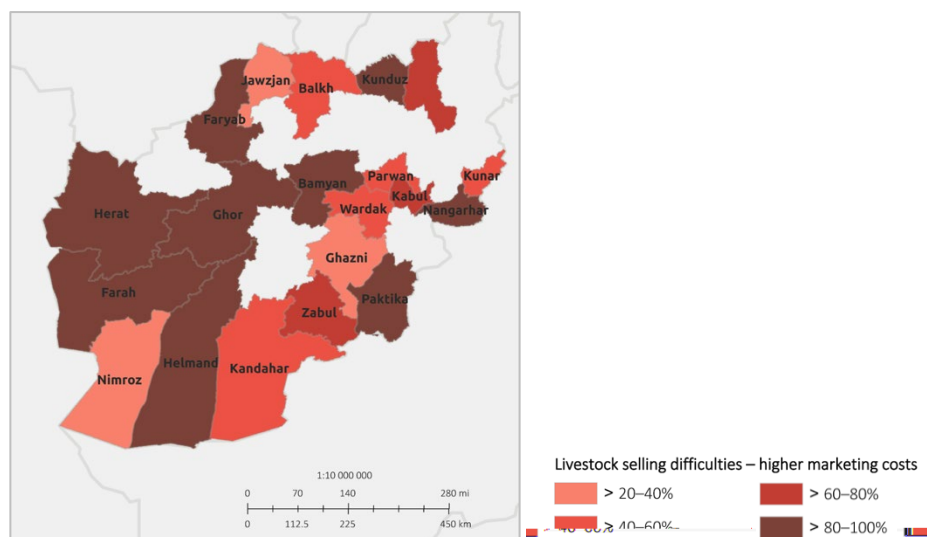 Jawzjan
Balkh
Kunduz
Faryab
Bamyan
Parwan
Kunar
Kabul
Wardak
Nangarhar
Herat
Ghor
Ghazni
Farah
Paktika
Zabul
Helmand
Kandahar
Nimroz
1:10 000 000
0 70 140 280 mi
0 112.5 225 450 km
Livestock selling difficulties – higher marketing costs
> 20–40%
> 60–80%
> 40–60%
> 80–100%